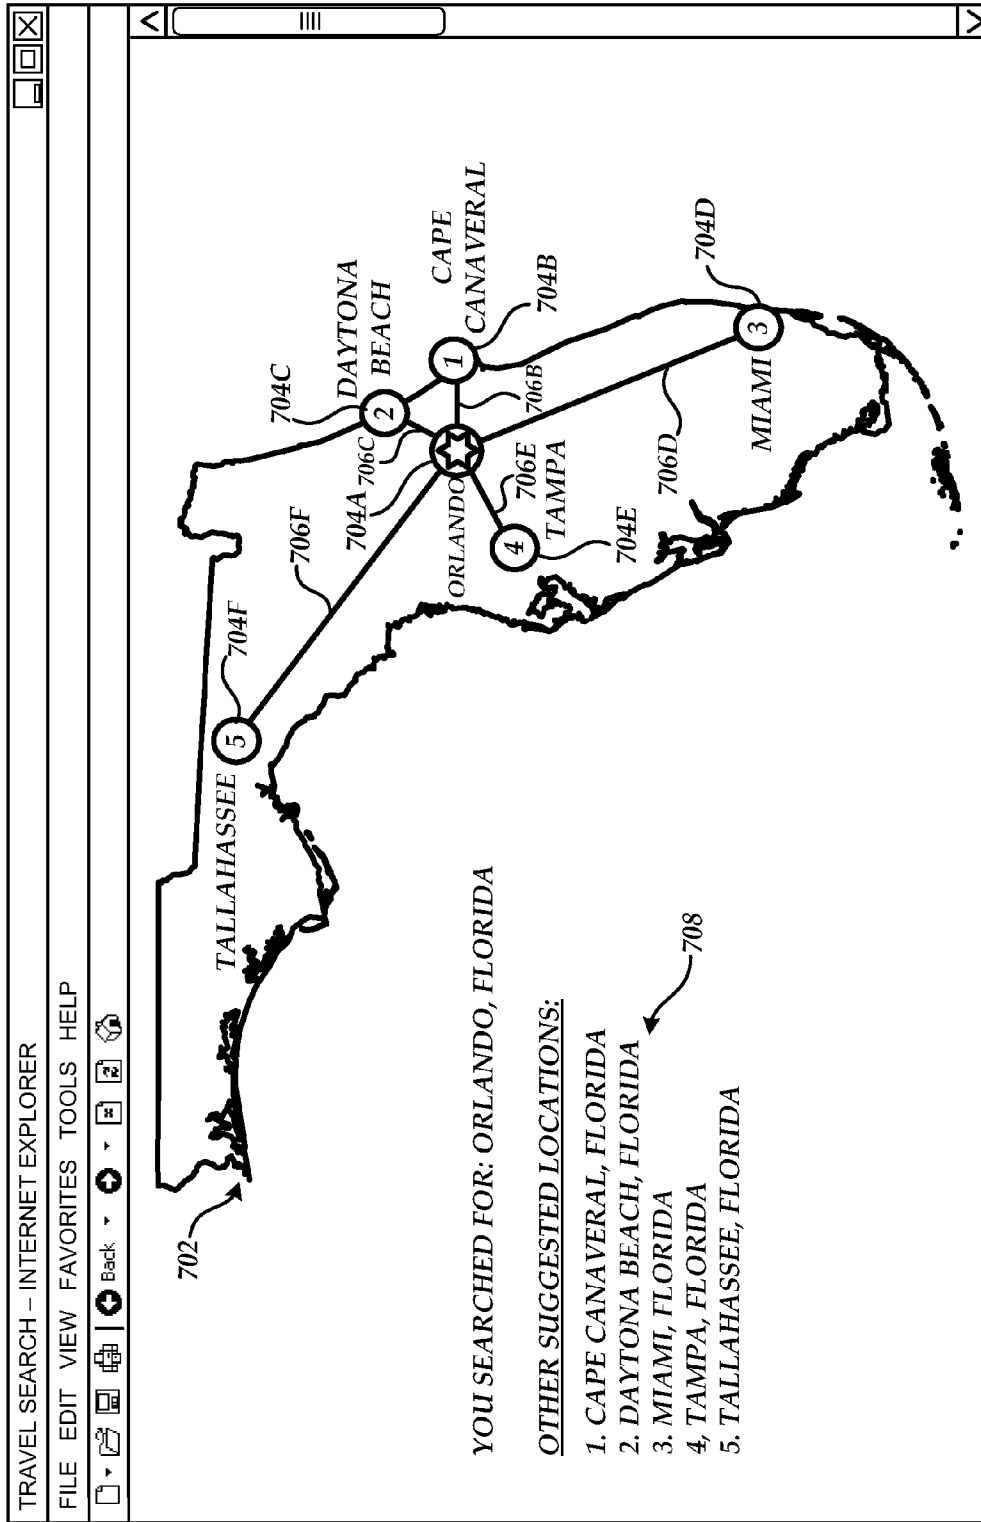 TRAVEL SEARCH – INTERNET EXPLORER
FILE EDIT VIEW FAVORITES TOOLS HELP
Back
702
TALLAHASSEE
5
704F
706F
704A
706C
704C
2
DAYTONA
BEACH
ORLANDO
1
CAPE
CANAVERAL
706B
704B
4
706E
TAMPA
704E
706D
MIAMI
3
704D
YOU SEARCHED FOR: ORLANDO, FLORIDA
OTHER SUGGESTED LOCATIONS:
1. CAPE CANAVERAL, FLORIDA
2. DAYTONA BEACH, FLORIDA
3. MIAMI, FLORIDA
4, TAMPA, FLORIDA
5. TALLAHASSEE, FLORIDA
708